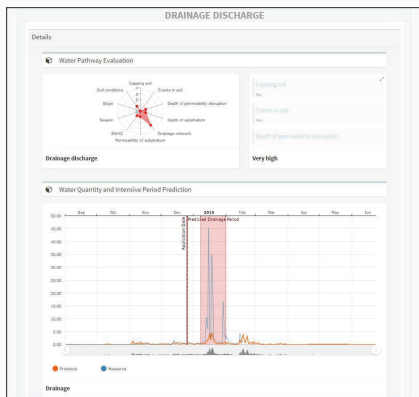 DRAINAGE DISCHARGE
Details
Water Pathway Evaluation
Capping soil
Soil conditions
Cracks in soil
Slope
Depth of permeability disruption
Season
Depth of substratum
Drainage network
Permeability of substratum
Drainage discharge
Capping soil
No
Cracks in soil
Yes
Depth of permeability disruption
Very high
Water Quantity and Intensive Period Prediction
Sep Oct Nov Dec 2015 Feb Mar Apr May Jun
50.00
45.00
40.00
35.00
30.00
25.00
20.00
15.00
10.00
5.00
0.00
Application Date
Predicted Drainage Period
Predicted
Measured
Drainage